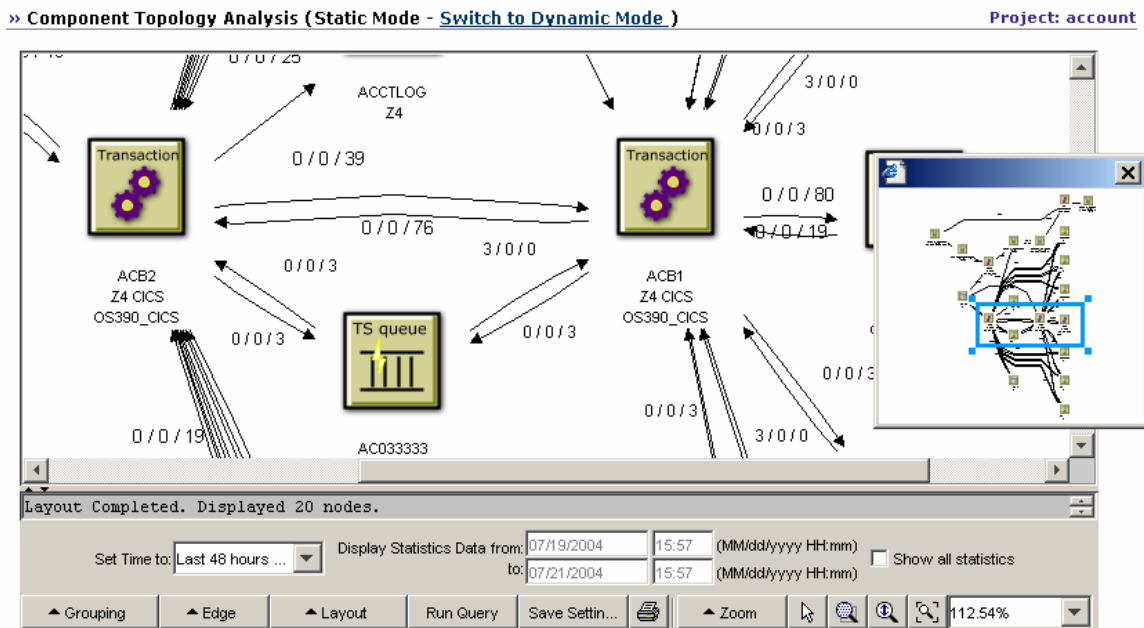 » Component Topology Analysis (Static Mode - Switch to Dynamic Mode )
Project: account
0 / 0 / 25
3 / 0 / 0
ACCTLOG
Z4
0 / 0 / 3
Transaction
Transaction
0 / 0 / 39
0 / 0 / 80
0 / 0 / 76
0 / 0 / 19
3 / 0 / 0
0 / 0 / 3
ACB2
Z4 CICS
OS390_CICS
ACB1
Z4 CICS
OS390_CICS
TS queue
0 / 0 / 3
0 / 0 / 3
0 / 0 / 3
0 / 0 / 3
0 / 0 / 19
3 / 0 / 0
AC033333
Layout Completed. Displayed 20 nodes.
Set Time to: Last 48 hours ...
Display Statistics Data from: 07/19/2004 15:57 (MM/dd/yyyy HH:mm)
to: 07/21/2004 15:57 (MM/dd/yyyy HH:mm)
Show all statistics
Grouping Edge Layout Run Query Save Settin... Zoom 112.54%